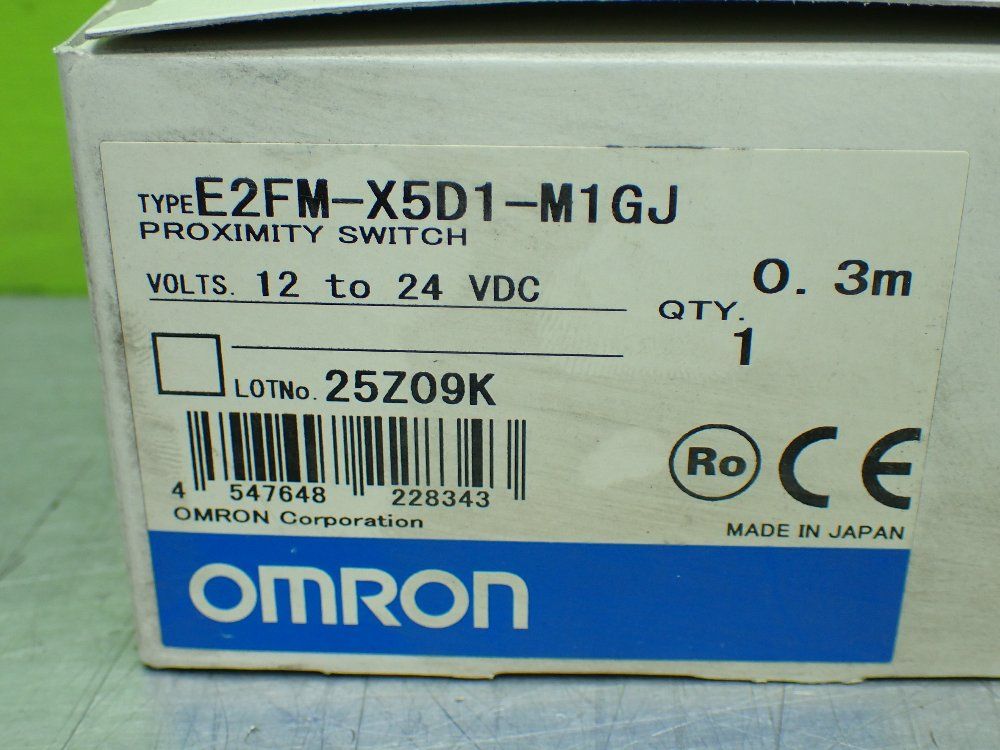 TYPE E2FM-X5D1-M1GJ
PROXIMITY SWITCH
VOLTS. 12 to 24 VDC
0. 3m
QTY. 1
LOTNo. 25Z09K
4 547648 228343
OMRON Corporation
Ro CE
MADE IN JAPAN
OMRON